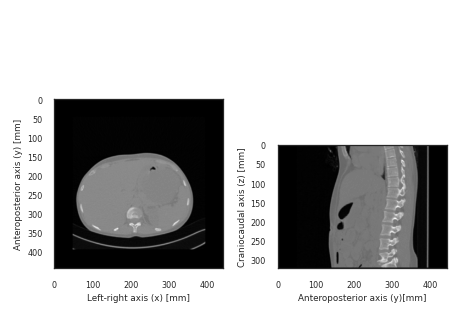 0
50
100
150
200
250
300
350
400
Anteroposterior axis (y) [mm]
0 100 200 300 400
Left-right axis (x) [mm]
0
50
100
150
200
250
300
Craniocaudal axis (z) [mm]
0 100 200 300 400
Anteroposterior axis (y)[mm]